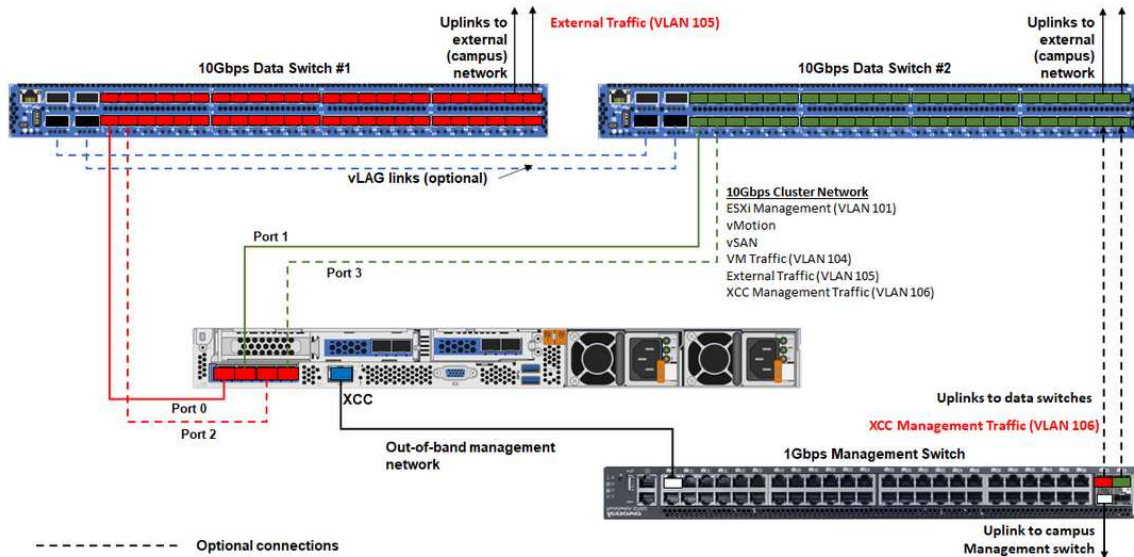 Uplinks to
external
(campus)
network
External Traffic (VLAN 105)
Uplinks to
external
(campus)
network
10Gbps Data Switch #1
10Gbps Data Switch #2
vLAG links (optional)
10Gbps Cluster Network
ESXi Management (VLAN 101)
vMotion
vSAN
VM Traffic (VLAN 104)
External Traffic (VLAN 105)
XCC Management Traffic (VLAN 106)
Port 1
Port 3
XCC
Port 0
Port 2
Uplinks to data switches
XCC Management Traffic (VLAN 106)
Out-of-band management
network
1Gbps Management Switch
Uplink to campus
Management switch
Optional connections